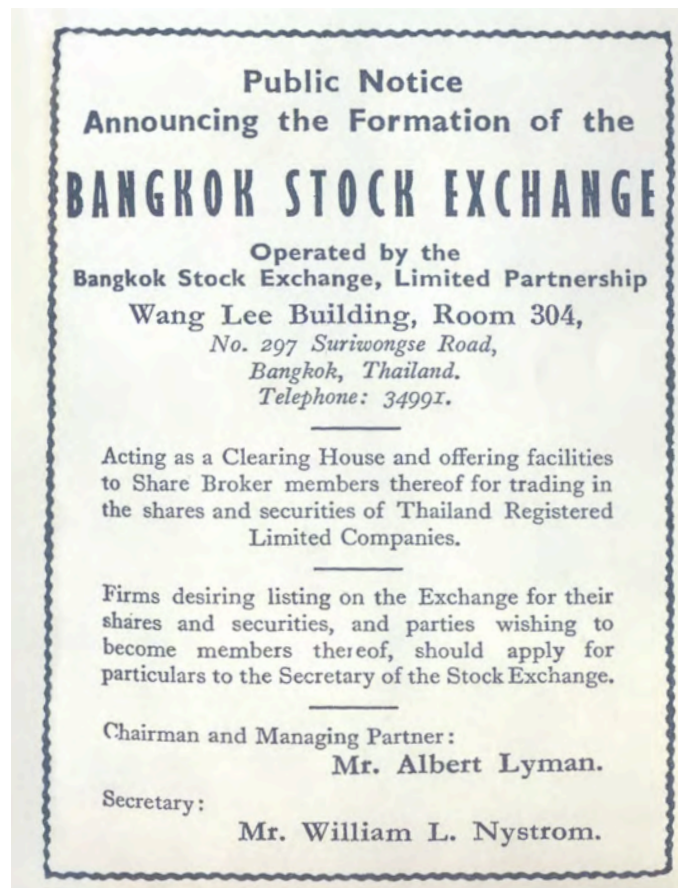 Public Notice
Announcing the Formation of the
BANGKOK STOCK EXCHANGE
Operated by the
Bangkok Stock Exchange, Limited Partnership
Wang Lee Building, Room 304,
No. 297 Suriwongse Road,
Bangkok, Thailand.
Telephone: 34991.
Acting as a Clearing House and offering facilities
to Share Broker members thereof for trading in
the shares and securities of Thailand Registered
Limited Companies.
Firms desiring listing on the Exchange for their
shares and securities, and parties wishing to
become members thereof, should apply for
particulars to the Secretary of the Stock Exchange.
Chairman and Managing Partner:
Mr. Albert Lyman.
Secretary:
Mr. William L. Nystrom.